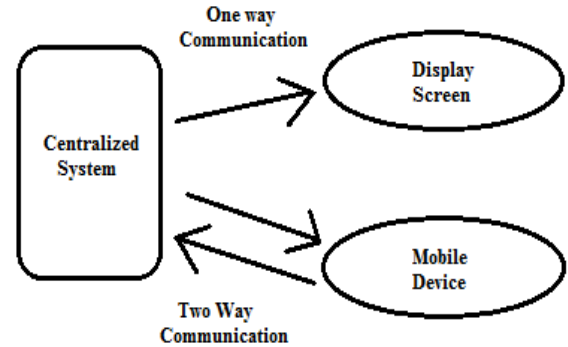 One way
Communication
Display
Screen
Centralized
System
Mobile
Device
Two Way
Communication